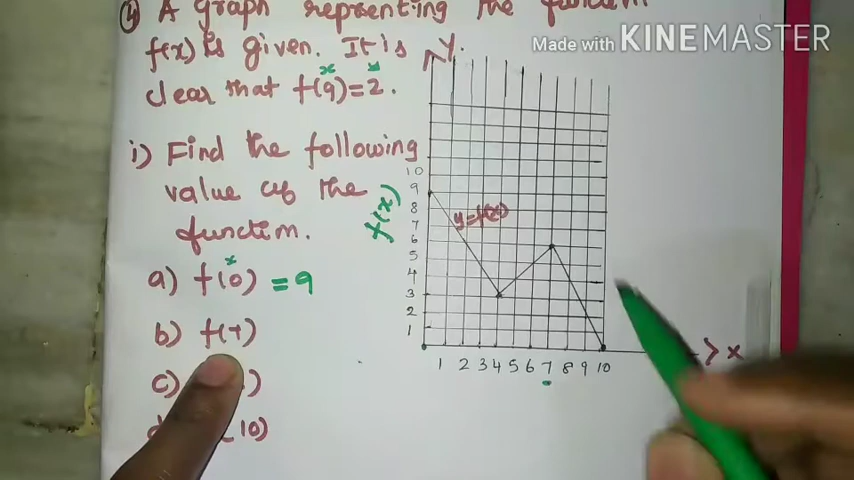 4) A graph representing the function
f(x) is given. It is
clear that f(9)=2.
x x
i) Find the following
value of the
function.
a) f(0) = 9
x
b) f(7)
c) )
d) (10)
Made with KINEMASTER
y
f(x)
y=f(x)
10
9
8
7
6
5
4
3
2
1
1 2 3 4 5 6 7 8 9 10
x